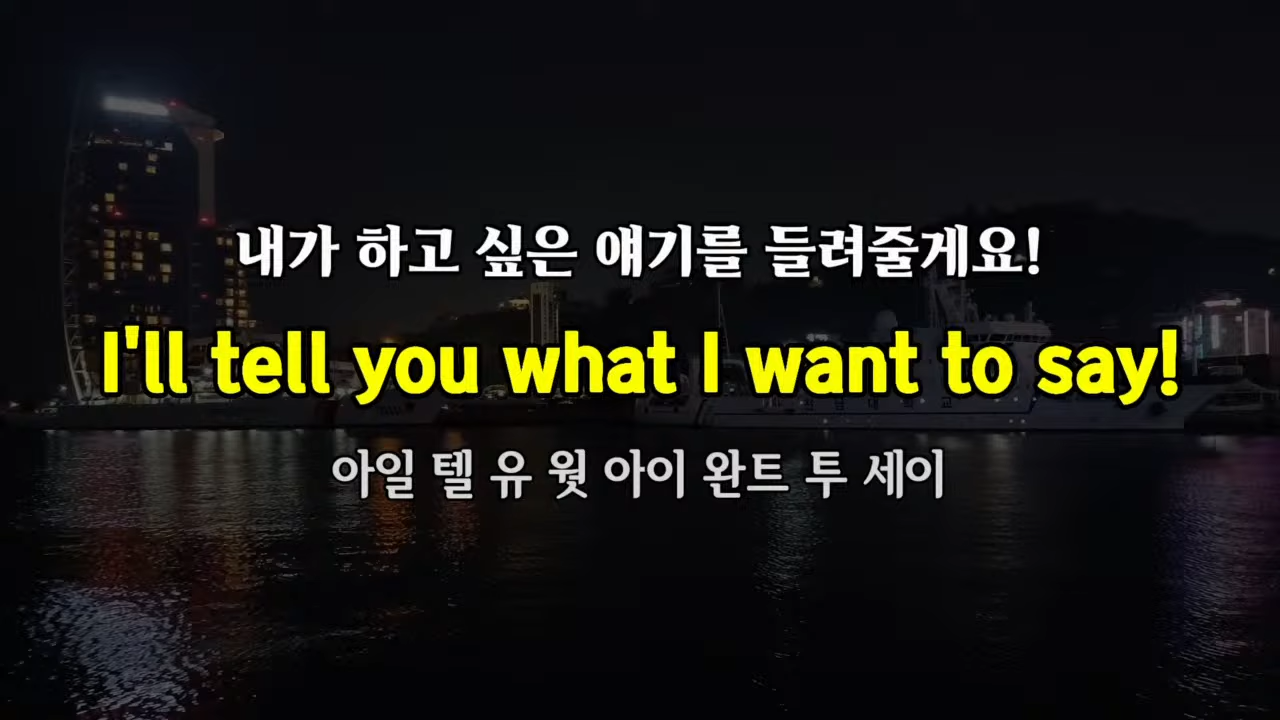 내가 하고 싶은 얘기를 들려줄게요!
I'll tell you what I want to say!
아일 텔 유 웟 아이 완트 투 세이